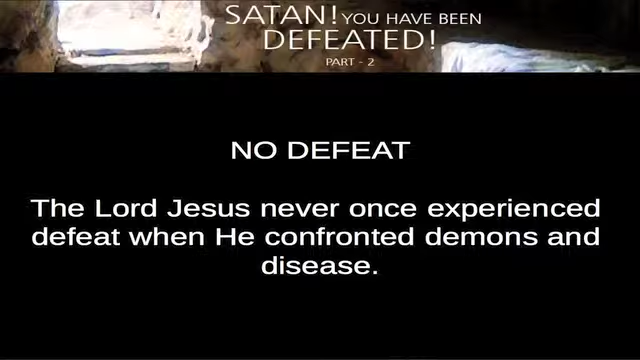 SATAN! YOU HAVE BEEN
DEFEATED!
PART - 2
NO DEFEAT
The Lord Jesus never once experienced
defeat when He confronted demons and
disease.